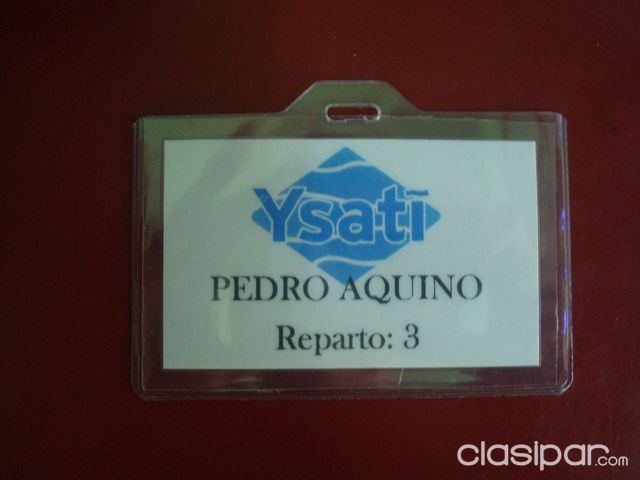 Ysatĩ
PEDRO AQUINO
Reparto: 3
clasipar.com